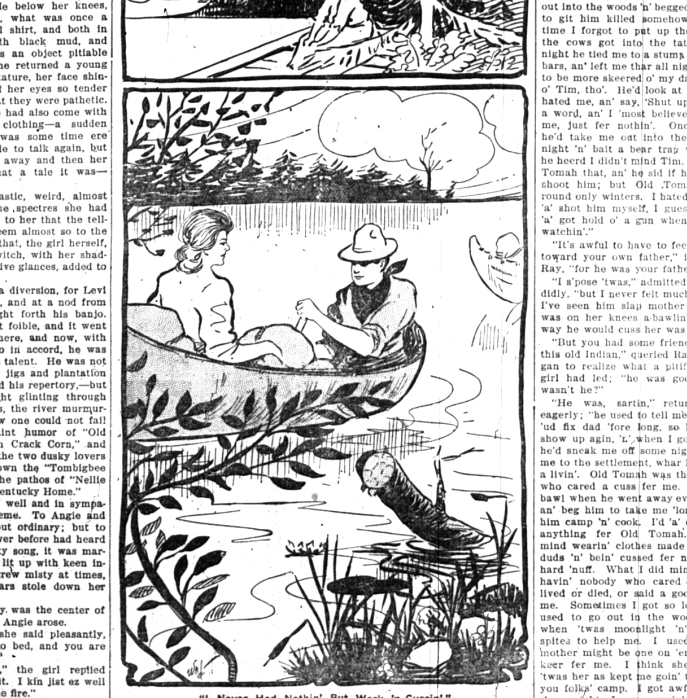 le below her knees,
what was once a
l shirt, and both in
th black mud, and
s an object pitiable
ne returned a young
tature, her face shin-
her eyes so tender
t they were pathetic.
had also come with
clothing—a sudden
was some time ere
le to talk again, but
away and then her
at a tale it was—
astic, weird, almost
he spectres she had
to her that the tell-
eem almost so to the
that, the girl herself,
witch, with her shad-
ive glances, added to
a diversion, for Levi
and at a nod from
ght forth his banjo.
t foible, and it went
here, and now, with
o in accord, he was
talent. He was not
jigs and plantation
d his repertory,—but
ht glinting through
s, the river murmur-
w one could not fail
int humor of "Old
n Crack Corn," and
the two dusky lovers
own the "Tombigbee
he pathos of "Nellie
entucky Home."
well and in sympa-
eme. To Angie and
ut ordinary; but to
ver before had heard
y song, it was mar-
lit up with keen in-
rew misty at times,
ars stole down her
y was the center of
Angie arose.
she said pleasantly,
o bed, and you are
," the girl replied
it. I kin jist ez well
e fire."
"I Never Had Nothin' But Work 'n Cussin'."
out into the woods 'n' begged
to git him killed somehow
time I forgot to put up the
the cows got into the tat
night he tied me to a stump
bars, an' left me thar all nig
to be more skeered o' my da
o' Tim, tho'. He'd look at
hated me, an' say, 'Shut up
a word, an' I 'most believe
me, just fer nothin'. Onc
he'd take me out into the
night 'n' bait a bear trap
he heerd I didn't mind Tim.
Tomah that, an' he sid if h
shoot him; but Old Tom
round only winters. I hated
'a' shot him myself, I gues
'a' got hold o' a gun when
watchin'."
"It's awful to have to fee
toward your own father," i
Ray, "for he was your fathe
"I s'pose 'twas," admitted
didly, "but I never felt much
I've seen him slap mother
was on her knees a-bawlin
way he would cuss her was
"But you had some friend
this old Indian," queried Ra
gan to realize what a pitif
girl had led; "he was goo
wasn't he?"
"He was, sartin," retur
eagerly; "he used to tell me
'ud fix dad 'fore long, so
show up agin, 'n' when I go
he'd sneak me off some nig
me to the settlement, whar I
a livin'. Old Tomah was th
who cared a cuss fer me.
bawl when he went away ev
an' beg him to take me 'lon
him camp 'n' cook. I'd 'a'
anything fer Old Tomah.
mind wearin' clothes made
duds 'n' bein' cussed fer n
hard 'nuff. What I did min
havin' nobody who cared
lived or died, or said a goo
me. Sometimes I got so l
used to go out in the wo
when 'twas moonlight 'n'
spites to help me. I used
mother might be one on 'en
keer fer me. I think she
'twas her as kept me goin'
you folks' camp. I got aw